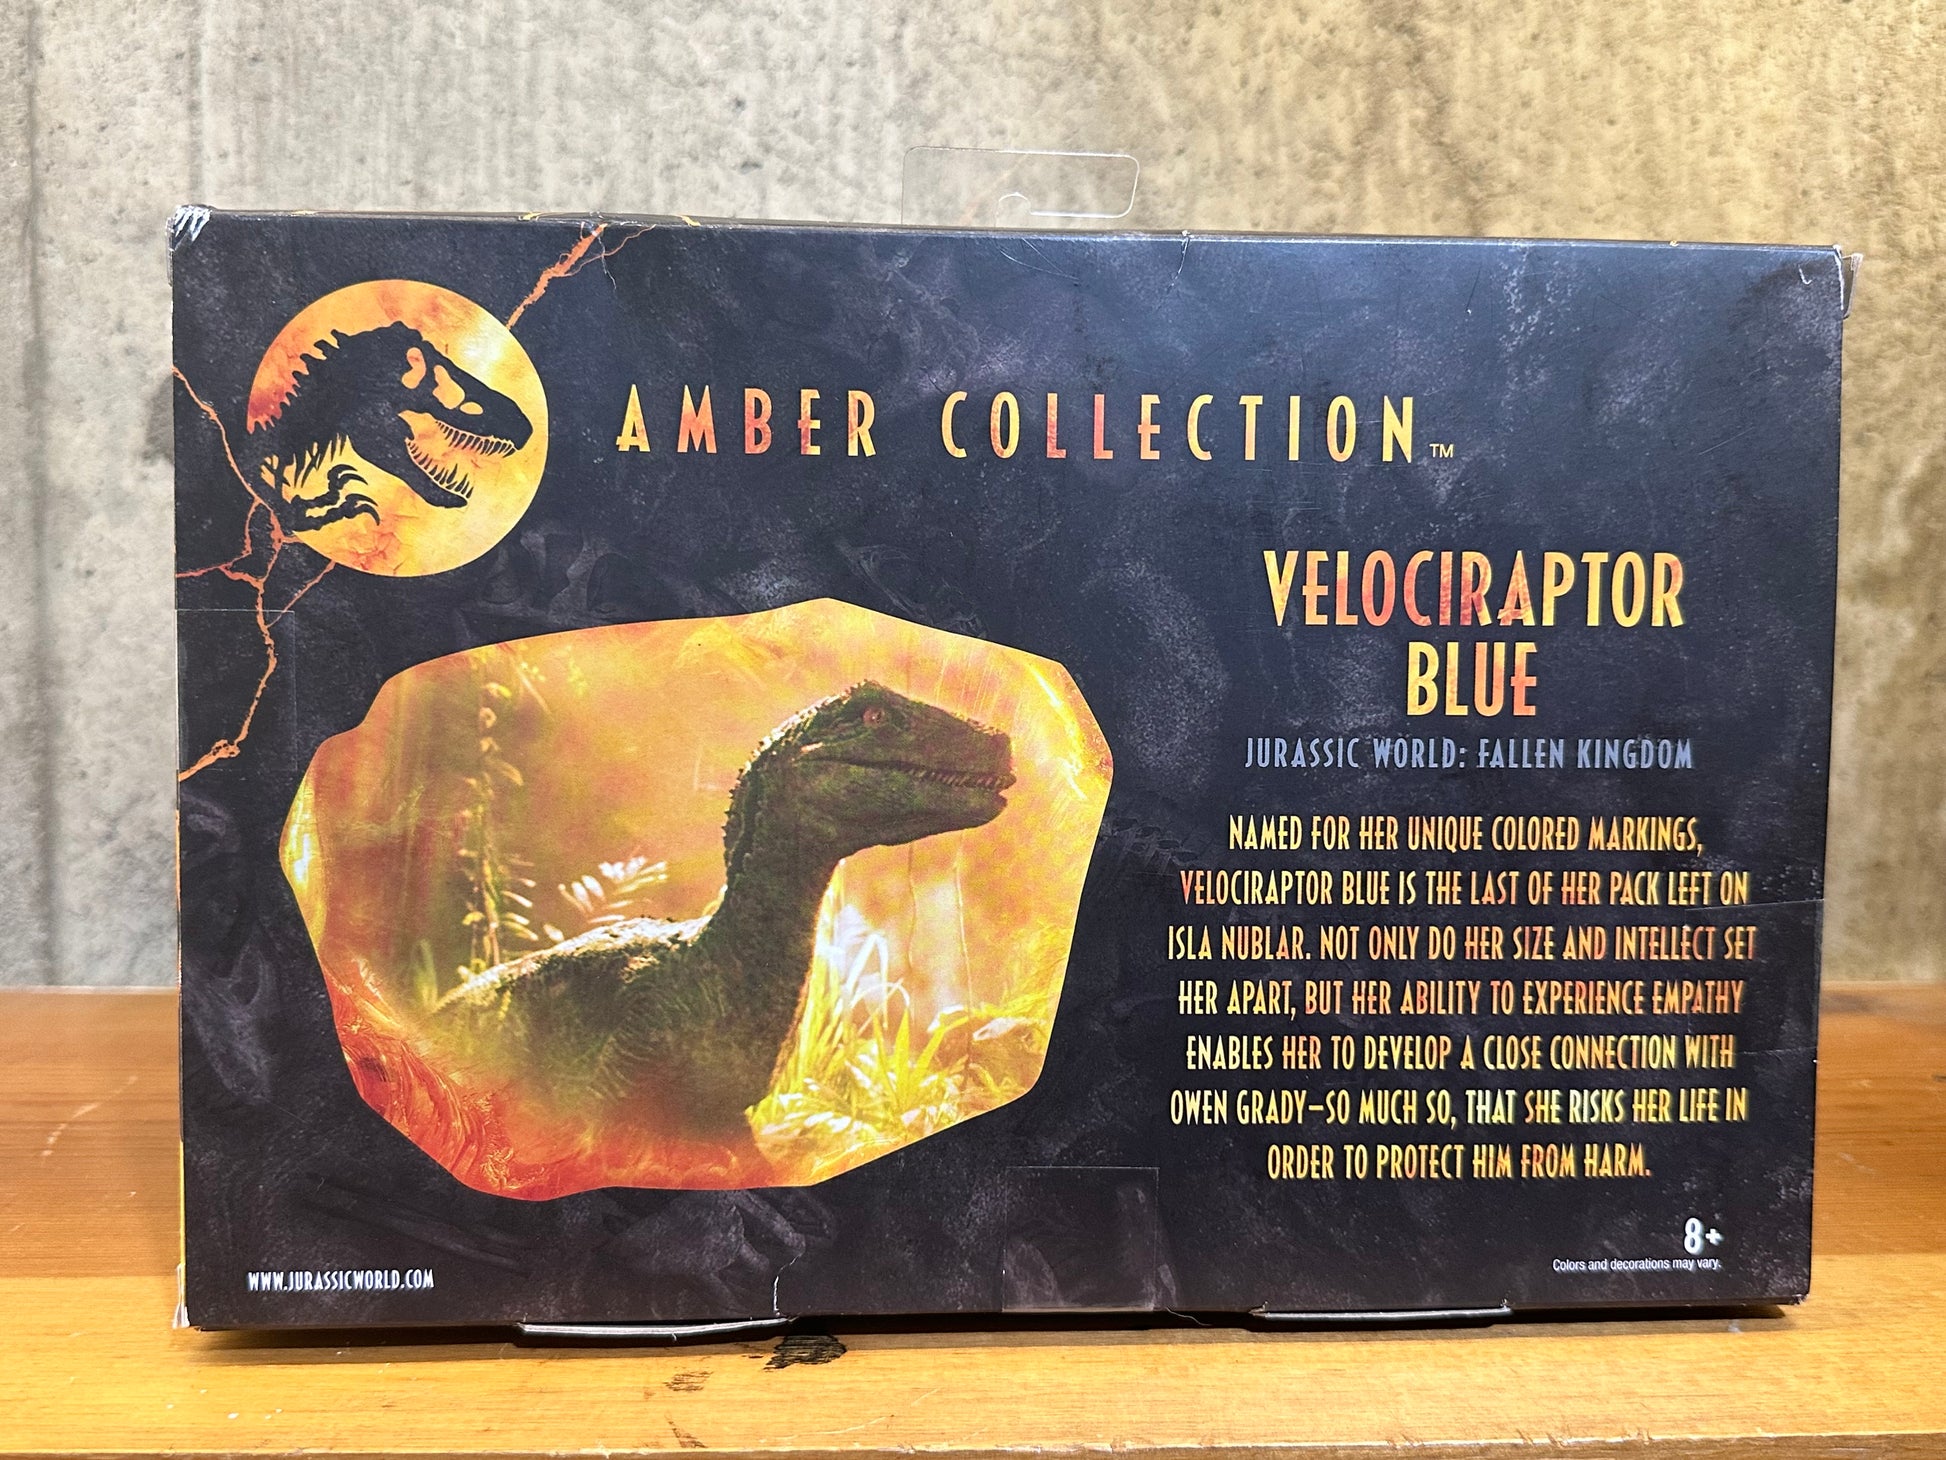 AMBER COLLECTION™
VELOCIRAPTOR
BLUE
JURASSIC WORLD: FALLEN KINGDOM
NAMED FOR HER UNIQUE COLORED MARKINGS,
VELOCIRAPTOR BLUE IS THE LAST OF HER PACK LEFT ON
ISLA NUBLAR. NOT ONLY DO HER SIZE AND INTELLECT SET
HER APART, BUT HER ABILITY TO EXPERIENCE EMPATHY
ENABLES HER TO DEVELOP A CLOSE CONNECTION WITH
OWEN GRADY–SO MUCH SO, THAT SHE RISKS HER LIFE IN
ORDER TO PROTECT HIM FROM HARM.
8+
Colors and decorations may vary.
WWW.JURASSICWORLD.COM